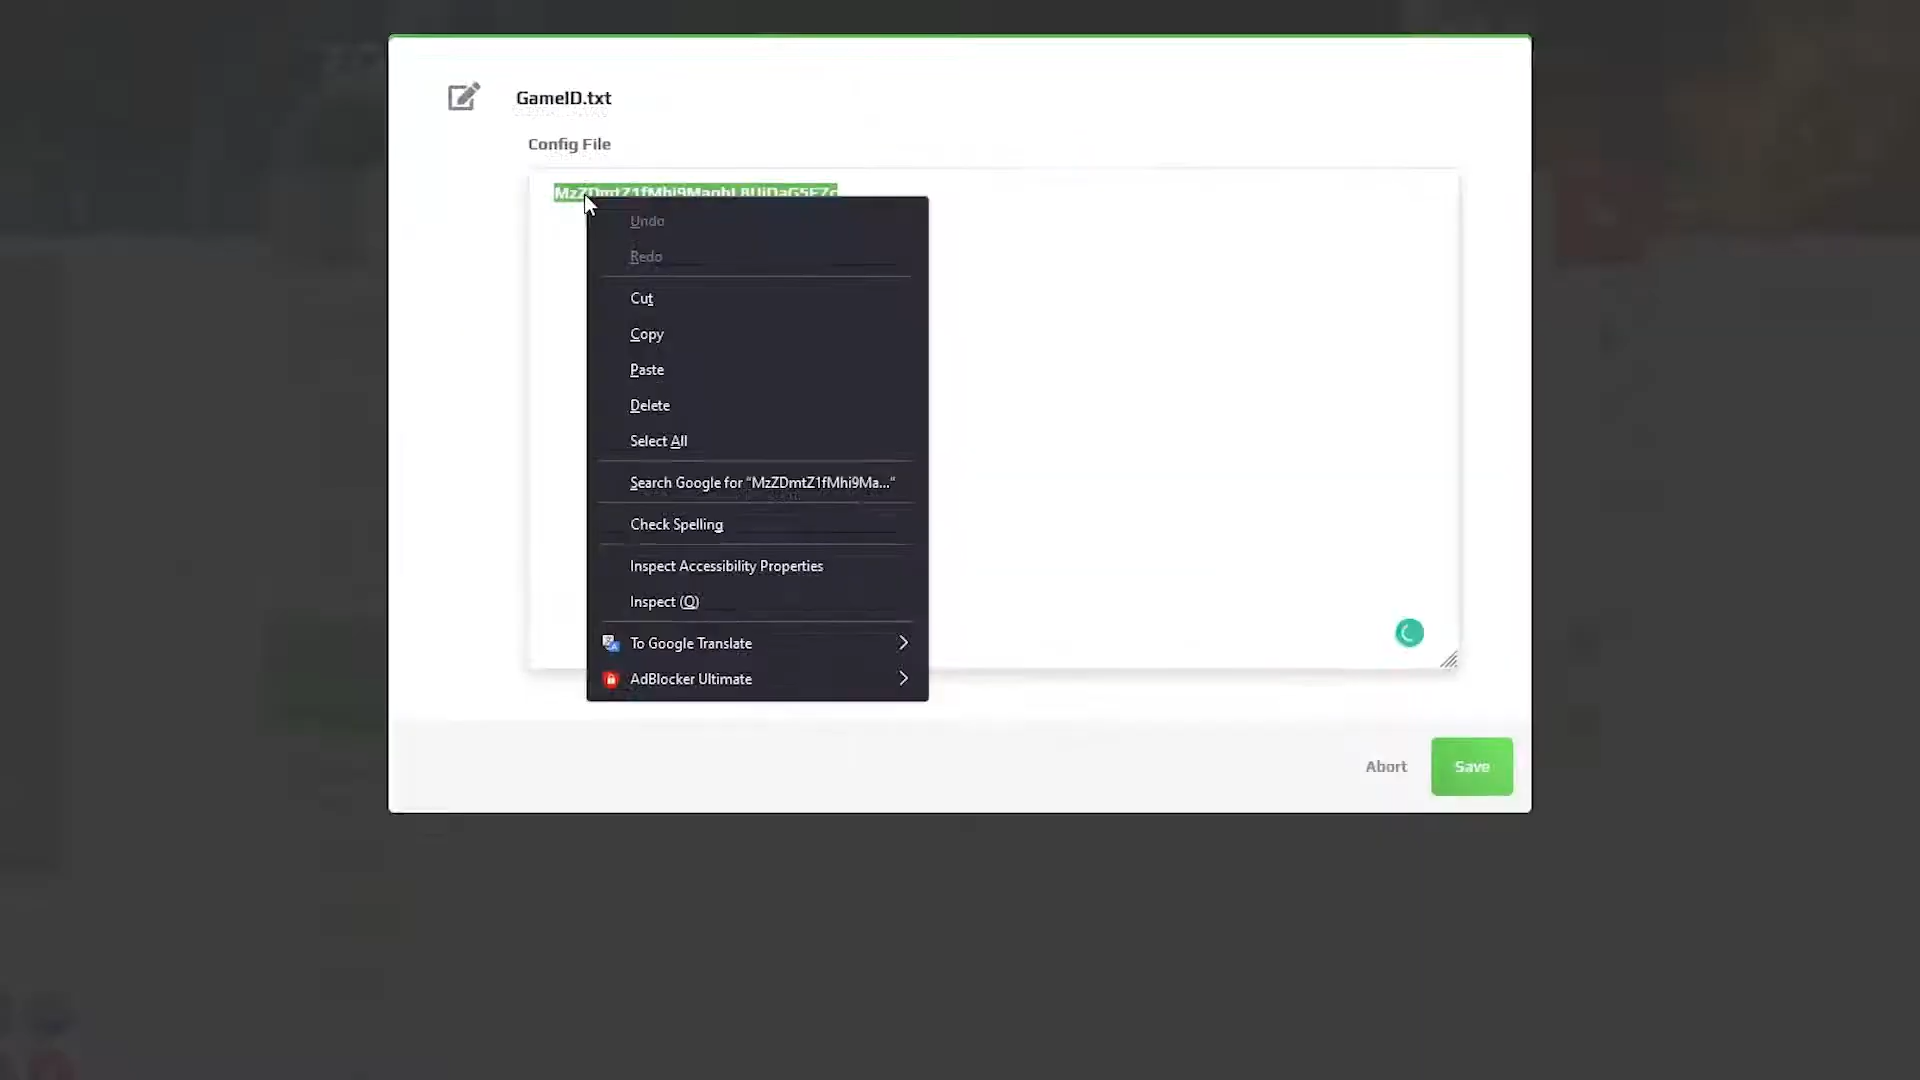 GameID.txt
Config File
Undo
Redo
Cut
Copy
Paste
Delete
Select All
Search Google for "MzZDmtZ1fMhi9Ma..."
Check Spelling
Inspect Accessibility Properties
Inspect (Q)
To Google Translate
AdBlocker Ultimate
Abort
Save